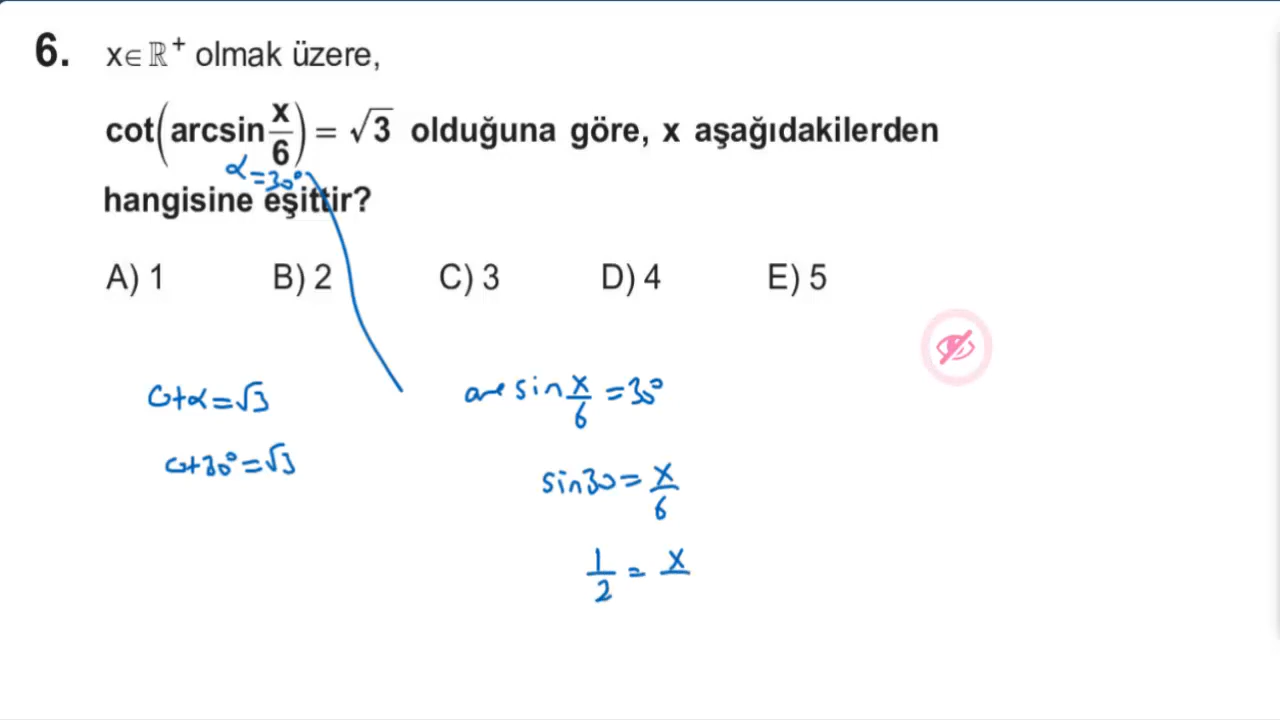 6. x∈ℝ⁺ olmak üzere,
cot(arcsin x/6) = √3 olduğuna göre, x aşağıdakilerden
α=30°
hangisine eşittir?
A) 1 B) 2 C) 3 D) 4 E) 5
cotα=√3
cot30°=√3
arcsin x/6 =30°
sin30= x/6
1/2 = x